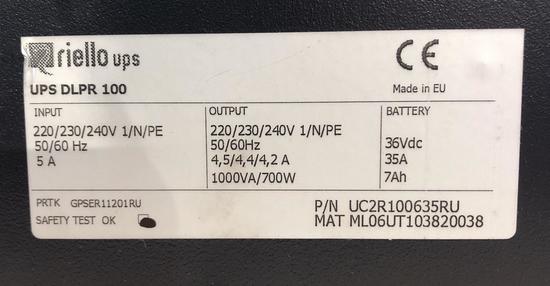 riello ups
UPS DLPR 100
Made in EU
INPUT
220/230/240V 1/N/PE
50/60 Hz
5 A
OUTPUT
220/230/240V 1/N/PE
50/60Hz
4,5/4,4/4,2 A
1000VA/700W
BATTERY
36Vdc
35A
7Ah
PRTK GPSER11201RU
SAFETY TEST OK
P/N UC2R100635RU
MAT ML06UT103820038